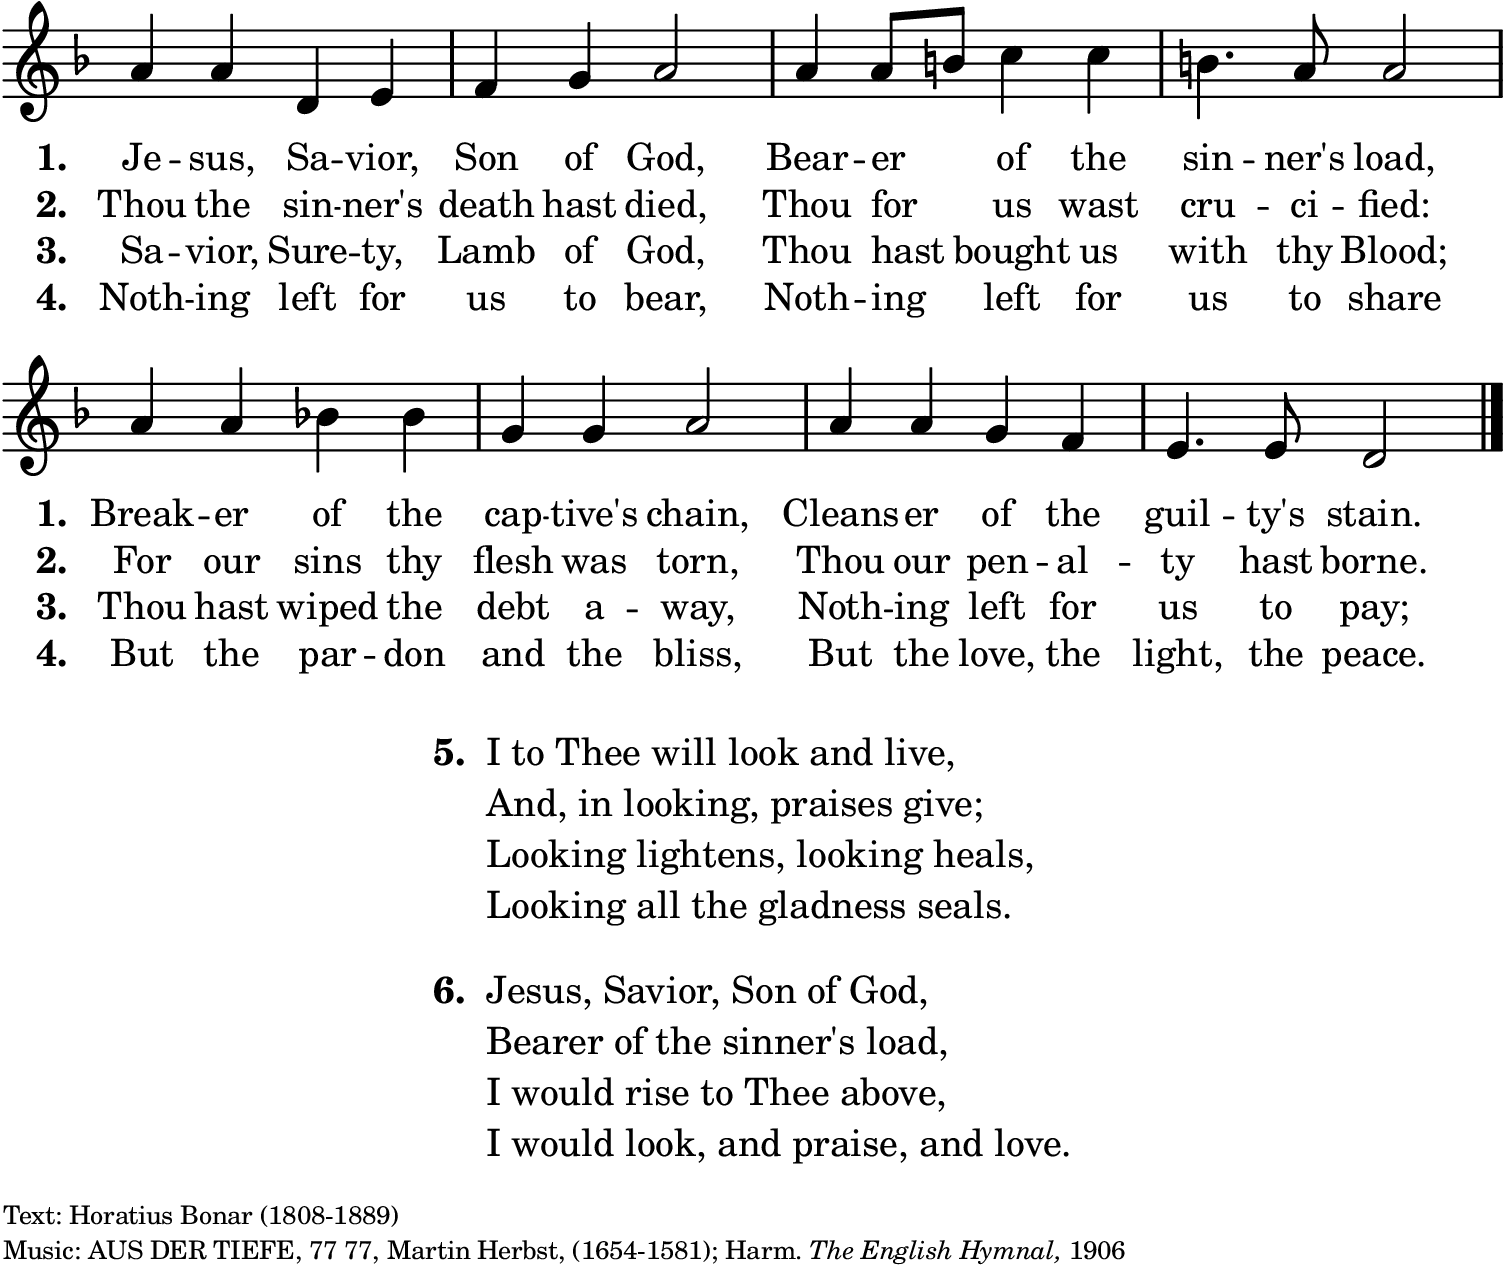 1. Je - sus, Sa - vior, Son of God, Bear - er of the sin - ner's load,
2. Thou the sin - ner's death hast died, Thou for us wast cru - ci - fied:
3. Sa - vior, Sure - ty, Lamb of God, Thou hast bought us with thy Blood;
4. Noth - ing left for us to bear, Noth - ing left for us to share
1. Break - er of the cap - tive's chain, Cleans - er of the guil - ty's stain.
2. For our sins thy flesh was torn, Thou our pen - al - ty hast borne.
3. Thou hast wiped the debt a - way, Noth - ing left for us to pay;
4. But the par - don and the bliss, But the love, the light, the peace.
5. I to Thee will look and live,
And, in looking, praises give;
Looking lightens, looking heals,
Looking all the gladness seals.
6. Jesus, Savior, Son of God,
Bearer of the sinner's load,
I would rise to Thee above,
I would look, and praise, and love.
Text: Horatius Bonar (1808-1889)
Music: AUS DER TIEFE, 77 77, Martin Herbst, (1654-1581); Harm. The English Hymnal, 1906